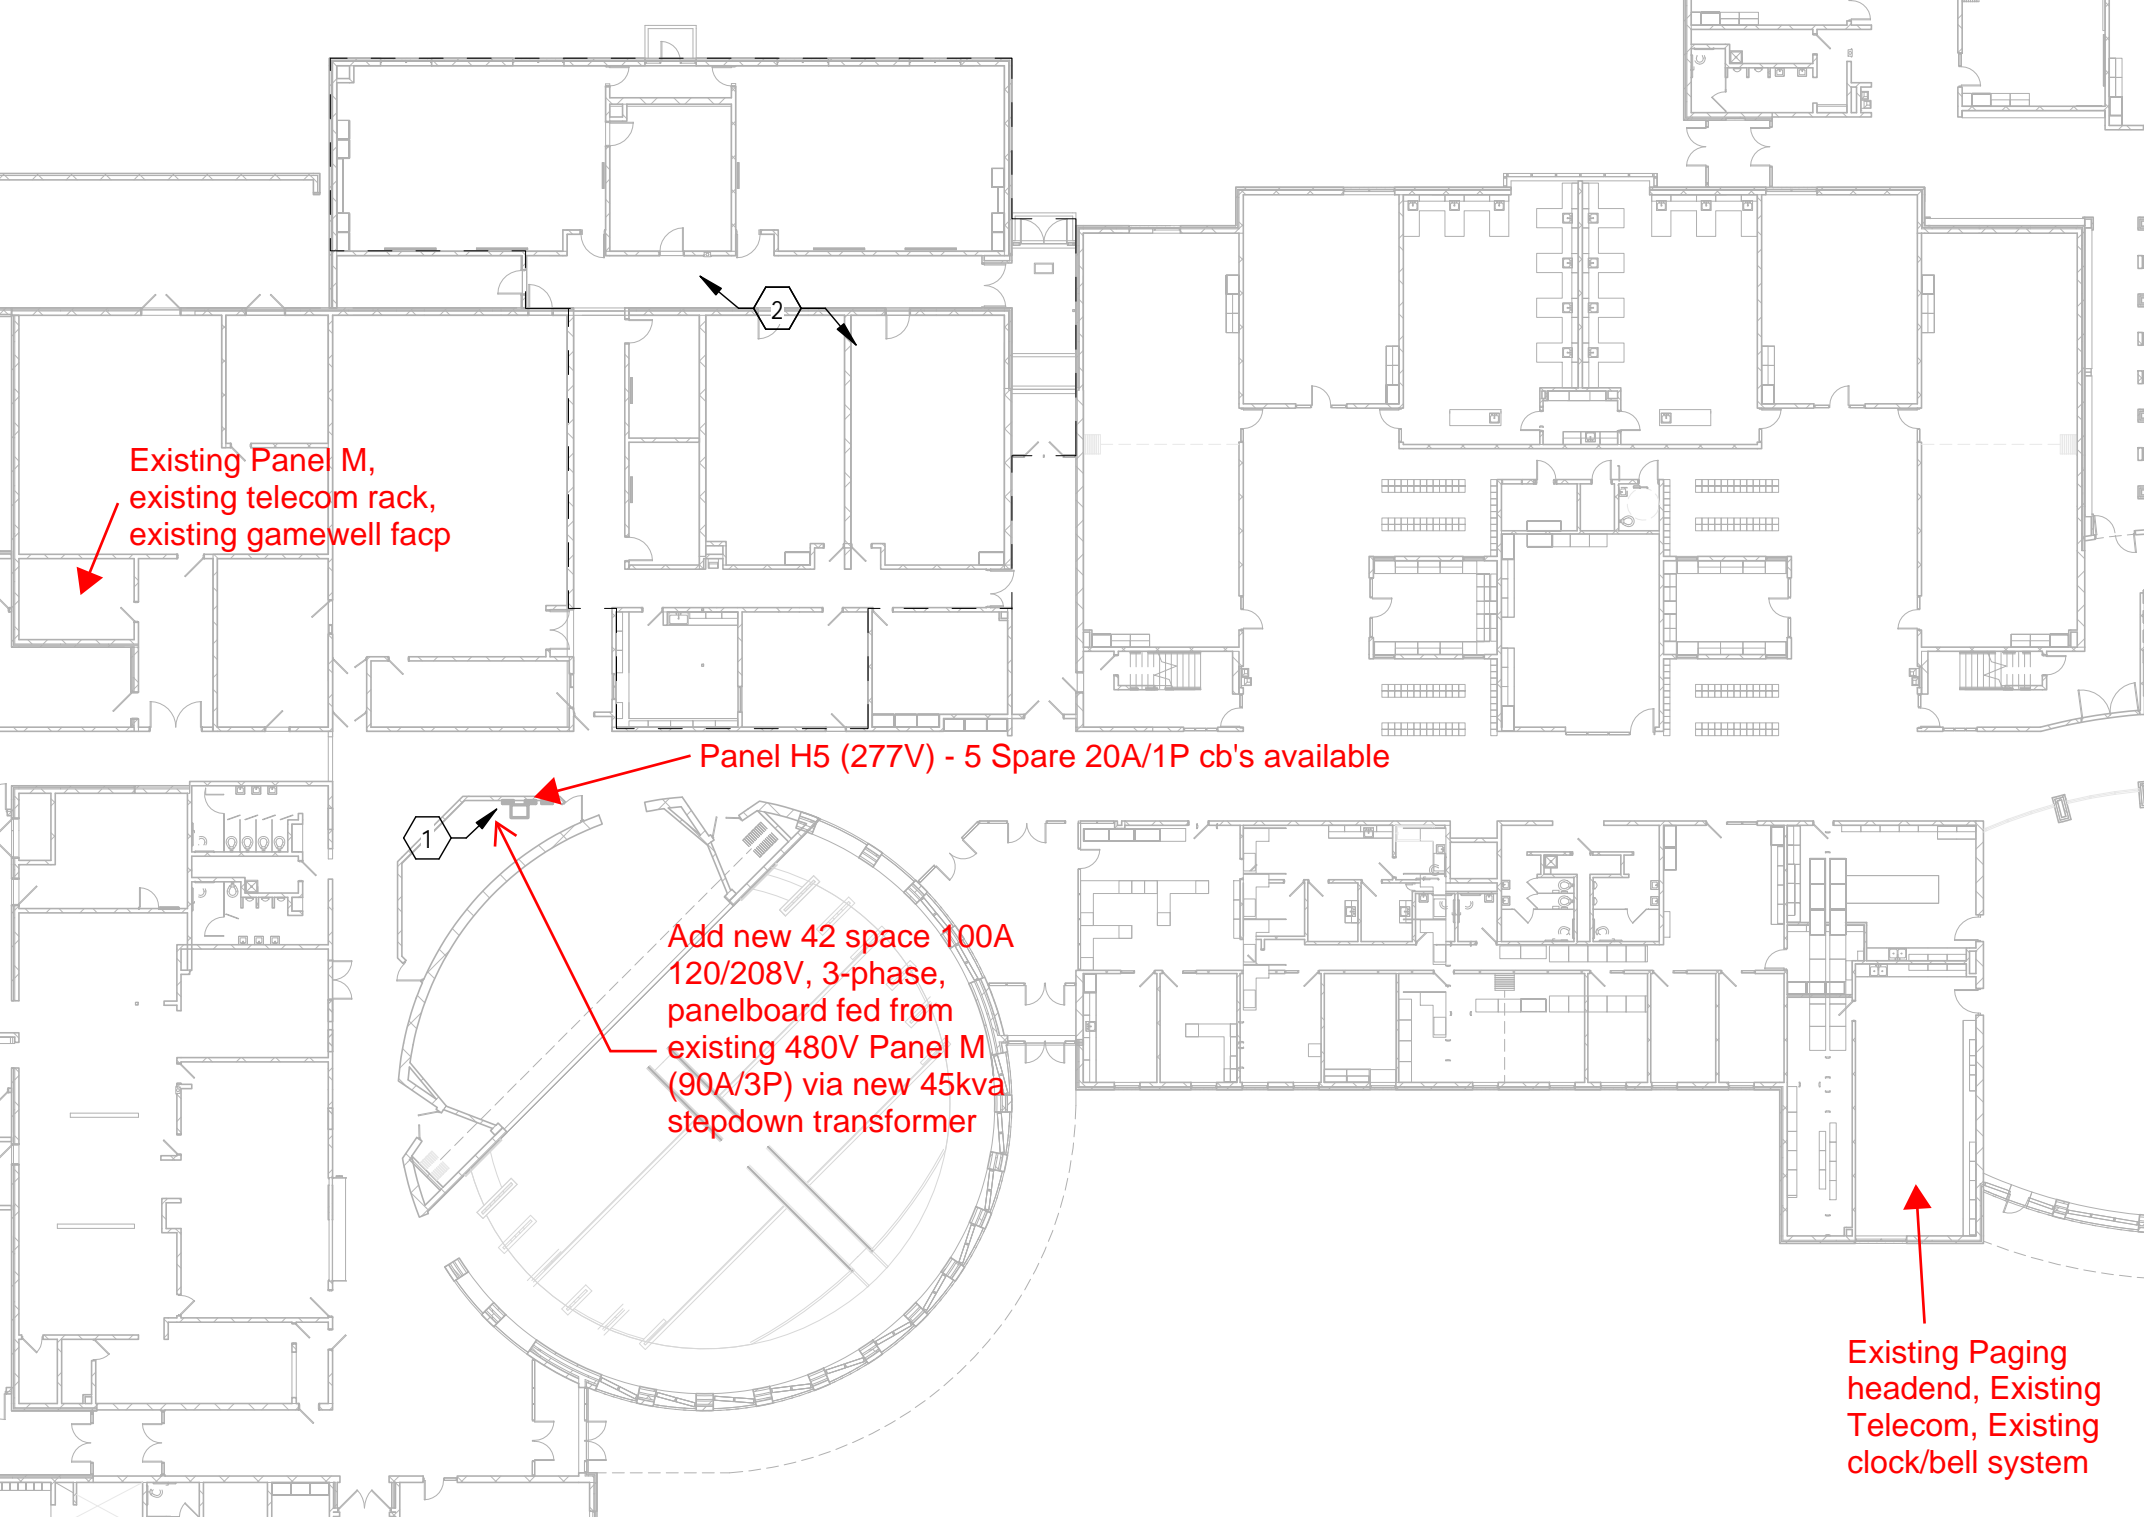 2
Existing Panel M,
existing telecom rack,
existing gamewell facp
Panel H5 (277V) - 5 Spare 20A/1P cb's available
1
Add new 42 space 100A
120/208V, 3-phase,
panelboard fed from
existing 480V Panel M
(90A/3P) via new 45kva
stepdown transformer
Existing Paging
headend, Existing
Telecom, Existing
clock/bell system